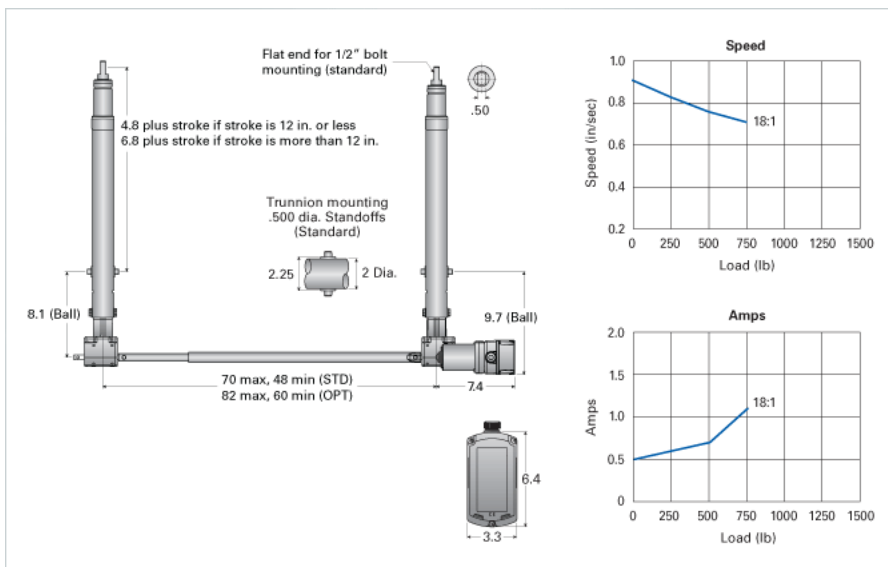 Flat end for 1/2" bolt
mounting (standard)
.50
4.8 plus stroke if stroke is 12 in. or less
6.8 plus stroke if stroke is more than 12 in.
Trunnion mounting
.500 dia. Standoffs
(Standard)
2.25
2 Dia.
8.1 (Ball)
9.7 (Ball)
70 max, 48 min (STD)
82 max, 60 min (OPT)
7.4
6.4
3.3
Speed
1.0
0.8
0.6
0.4
0.2
Speed (in/sec)
18:1
0 250 500 750 1000 1250 1500
Load (lb)
Amps
2.0
1.5
1.0
0.5
0
Amps
18:1
0 250 500 750 1000 1250 1500
Load (lb)